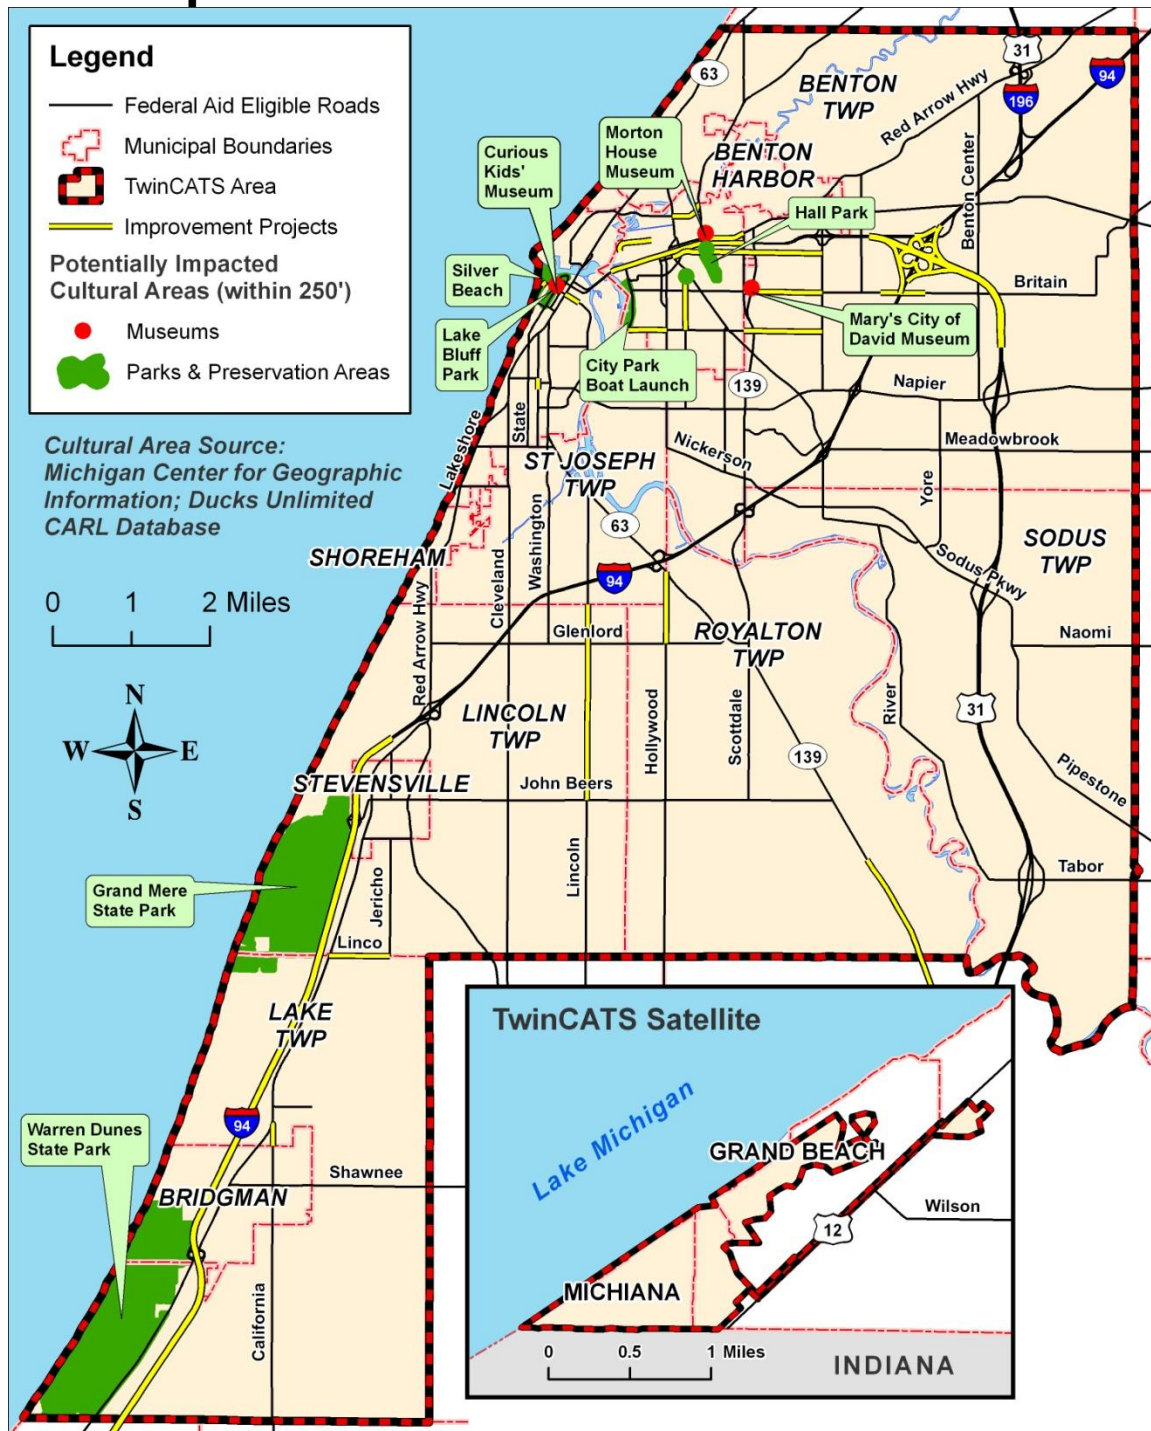 Legend
Federal Aid Eligible Roads
Municipal Boundaries
TwinCATS Area
Improvement Projects
Potentially Impacted
Cultural Areas (within 250')
Museums
Parks & Preservation Areas
Cultural Area Source:
Michigan Center for Geographic
Information; Ducks Unlimited
CARL Database
0 1 2 Miles
N
W E
S
31
94
196
63
BENTON
TWP
Red Arrow Hwy
Benton Center
Morton
House
Museum
BENTON
HARBOR
Curious
Kids'
Museum
Hall Park
Silver
Beach
Britain
Lake
Bluff
Park
Mary's City of
David Museum
City Park
Boat Launch
139
Napier
State
Lakeshore
Nickerson
Meadowbrook
ST JOSEPH
TWP
Yore
Washington
63
Cleveland
SHOREHAM
SODUS
TWP
Sodus Pkwy
94
Red Arrow Hwy
Glenlord
ROYALTON
TWP
Naomi
LINCOLN
TWP
Hollywood
Scottdale
River
31
139
STEVENSVILLE
John Beers
Pipestone
Lincoln
Tabor
Grand Mere
State Park
Jericho
Linco
LAKE
TWP
94
Warren Dunes
State Park
Shawnee
BRIDGMAN
California
TwinCATS Satellite
Lake Michigan
GRAND BEACH
Wilson
12
MICHIANA
0 0.5 1 Miles
INDIANA